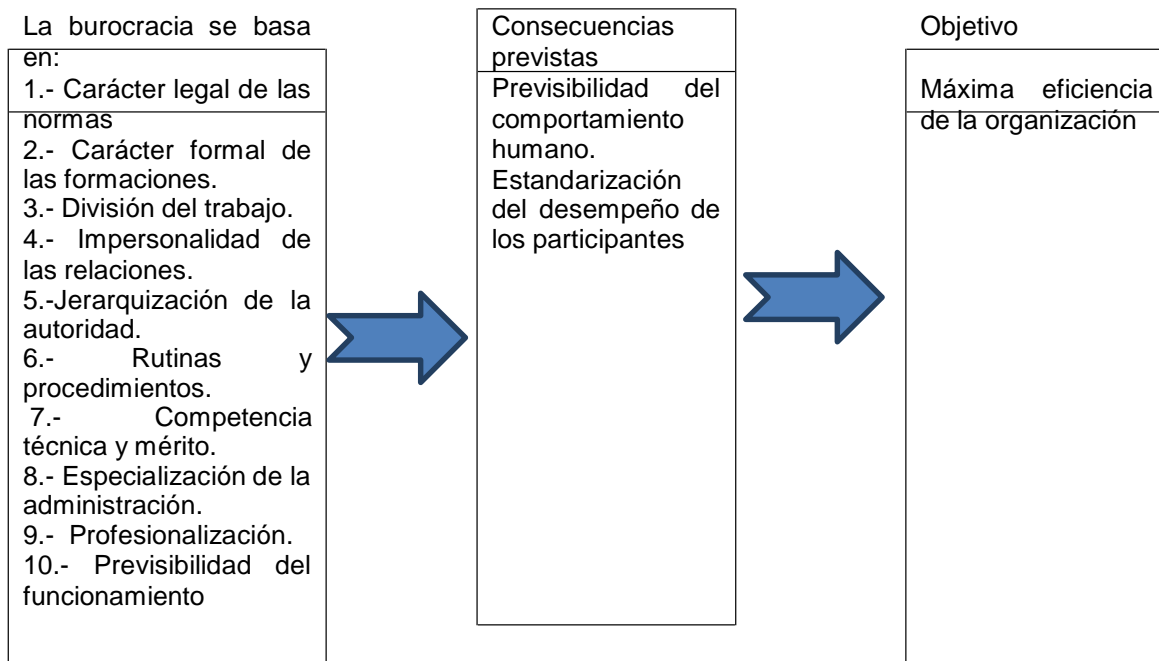 La burocracia se basa
en:
1.- Carácter legal de las
normas
2.- Carácter formal de
las formaciones.
3.- División del trabajo.
4.- Impersonalidad de
las relaciones.
5.-Jerarquización de la
autoridad.
6.- Rutinas y
procedimientos.
7.- Competencia
técnica y mérito.
8.- Especialización de la
administración.
9.- Profesionalización.
10.- Previsibilidad del
funcionamiento
Consecuencias
previstas
Previsibilidad del
comportamiento
humano.
Estandarización
del desempeño de
los participantes
Objetivo
Máxima eficiencia
de la organización